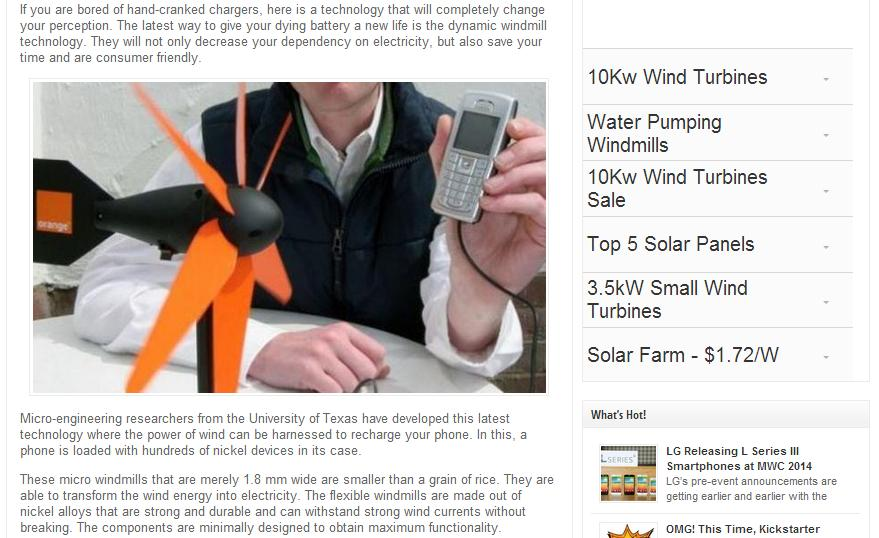 If you are bored of hand-cranked chargers, here is a technology that will completely change
your perception. The latest way to give your dying battery a new life is the dynamic windmill
technology. They will not only decrease your dependency on electricity, but also save your
time and are consumer friendly.
orange
Micro-engineering researchers from the University of Texas have developed this latest
technology where the power of wind can be harnessed to recharge your phone. In this, a
phone is loaded with hundreds of nickel devices in its case.
These micro windmills that are merely 1.8 mm wide are smaller than a grain of rice. They are
able to transform the wind energy into electricity. The flexible windmills are made out of
nickel alloys that are strong and durable and can withstand strong wind currents without
breaking. The components are minimally designed to obtain maximum functionality.
10Kw Wind Turbines
Water Pumping
Windmills
10Kw Wind Turbines
Sale
Top 5 Solar Panels
3.5kW Small Wind
Turbines
Solar Farm - $1.72/W
What's Hot!
L SERIES
LG Releasing L Series III
Smartphones at MWC 2014
LG's pre-event announcements are
getting earlier and earlier with the
OMG! This Time, Kickstarter